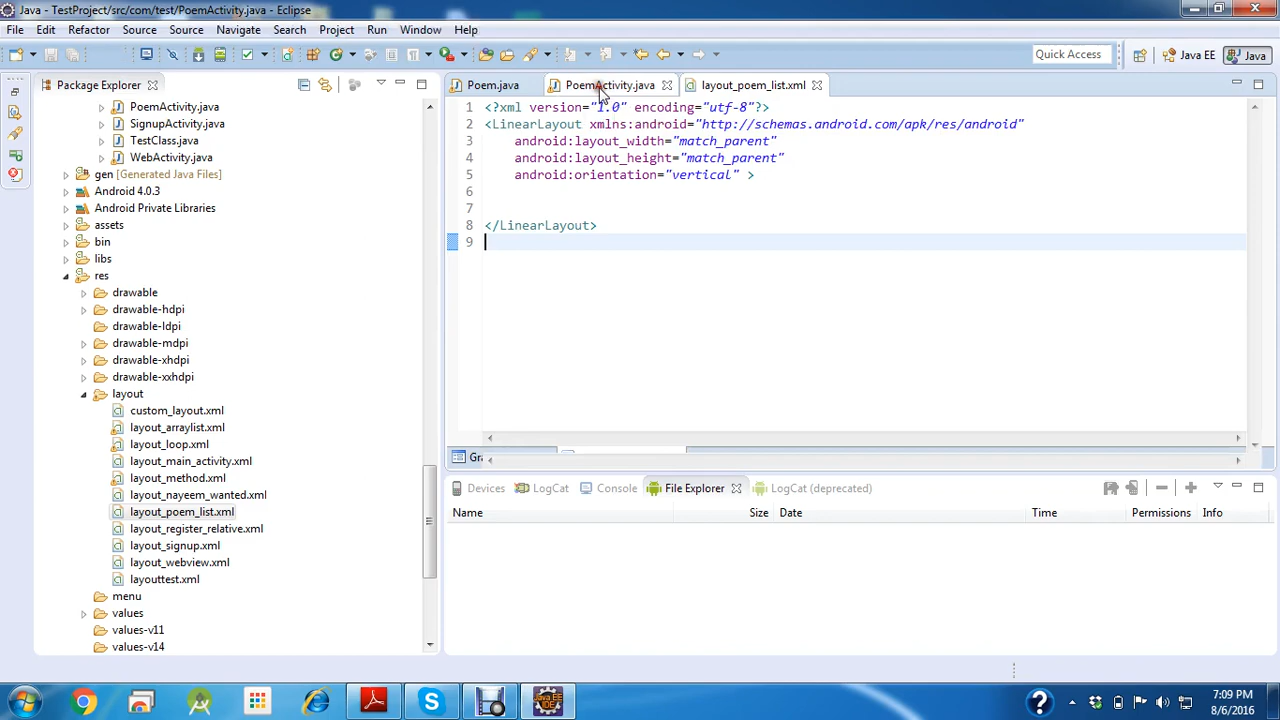 Java - TestProject/src/com/test/PoemActivity.java - Eclipse
File Edit Refactor Source Source Navigate Search Project Run Window Help
Quick Access Java EE Java
Package Explorer
PoemActivity.java
SignupActivity.java
TestClass.java
WebActivity.java
gen [Generated Java Files]
Android 4.0.3
Android Private Libraries
assets
bin
libs
res
drawable
drawable-hdpi
drawable-ldpi
drawable-mdpi
drawable-xhdpi
drawable-xxhdpi
layout
custom_layout.xml
layout_arraylist.xml
layout_loop.xml
layout_main_activity.xml
layout_method.xml
layout_nayeem_wanted.xml
layout_poem_list.xml
layout_register_relative.xml
layout_signup.xml
layout_webview.xml
layouttest.xml
menu
values
values-v11
values-v14
Poem.java PoemActivity.java layout_poem_list.xml
1 <?xml version="1.0" encoding="utf-8"?>
2 <LinearLayout xmlns:android="http://schemas.android.com/apk/res/android"
3 android:layout_width="match_parent"
4 android:layout_height="match_parent"
5 android:orientation="vertical" >
6
7
8 </LinearLayout>
9
Gra
Devices LogCat Console File Explorer LogCat (deprecated)
Name Size Date Time Permissions Info
Java EE
IDE
7:09 PM
8/6/2016